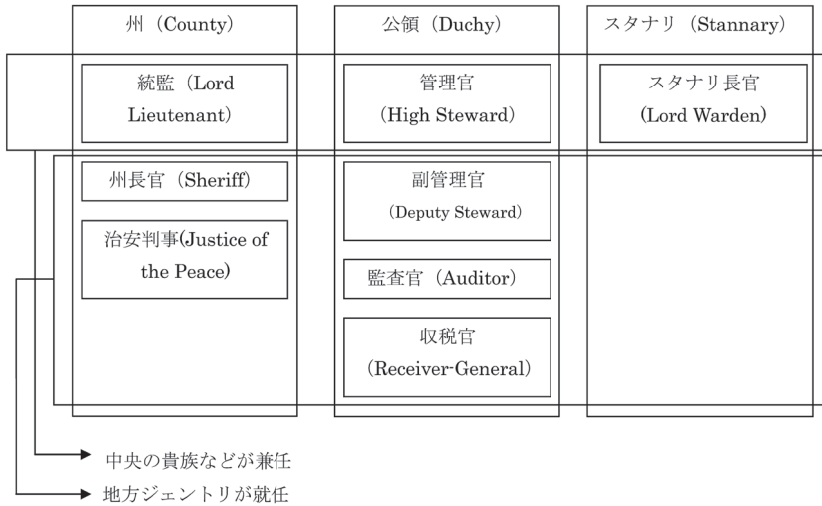 州（County）
公領（Duchy）
スタナリ（Stannary）
統監（Lord
Lieutenant）
管理官
（High Steward）
スタナリ長官
(Lord Warden)
州長官（Sheriff）
副管理官
（Deputy Steward）
治安判事(Justice of
the Peace)
監査官（Auditor）
収税官
（Receiver-General）
中央の貴族などが兼任
地方ジェントリが就任